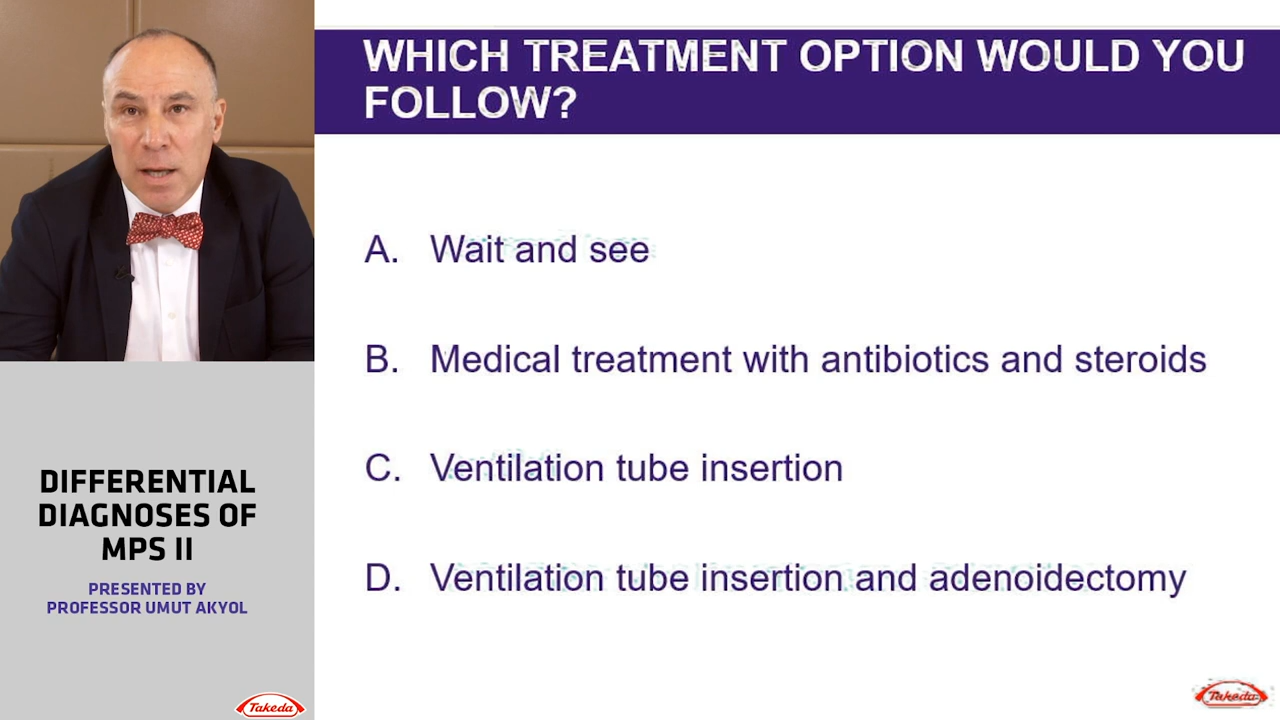 WHICH TREATMENT OPTION WOULD YOU
FOLLOW?
A. Wait and see
B. Medical treatment with antibiotics and steroids
C. Ventilation tube insertion
D. Ventilation tube insertion and adenoidectomy
DIFFERENTIAL
DIAGNOSES OF
MPS II
PRESENTED BY
PROFESSOR UMUT AKYOL
Takeda
Takeda